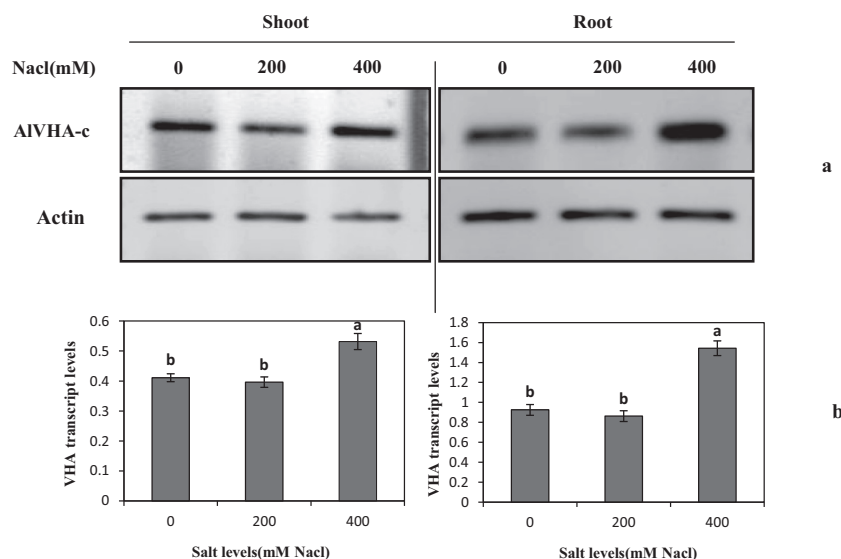 Shoot Root
Nacl(mM) 0 200 400 0 200 400
AlVHA-c
a
Actin
VHA transcript levels
0.6
0.5
0.4
0.3
0.2
0.1
0
b b a
0 200 400
Salt levels(mM Nacl)
VHA transcript levels
1.8
1.6
1.4
1.2
1
0.8
0.6
0.4
0.2
0
b b a
0 200 400
Salt levels(mM Nacl)
b